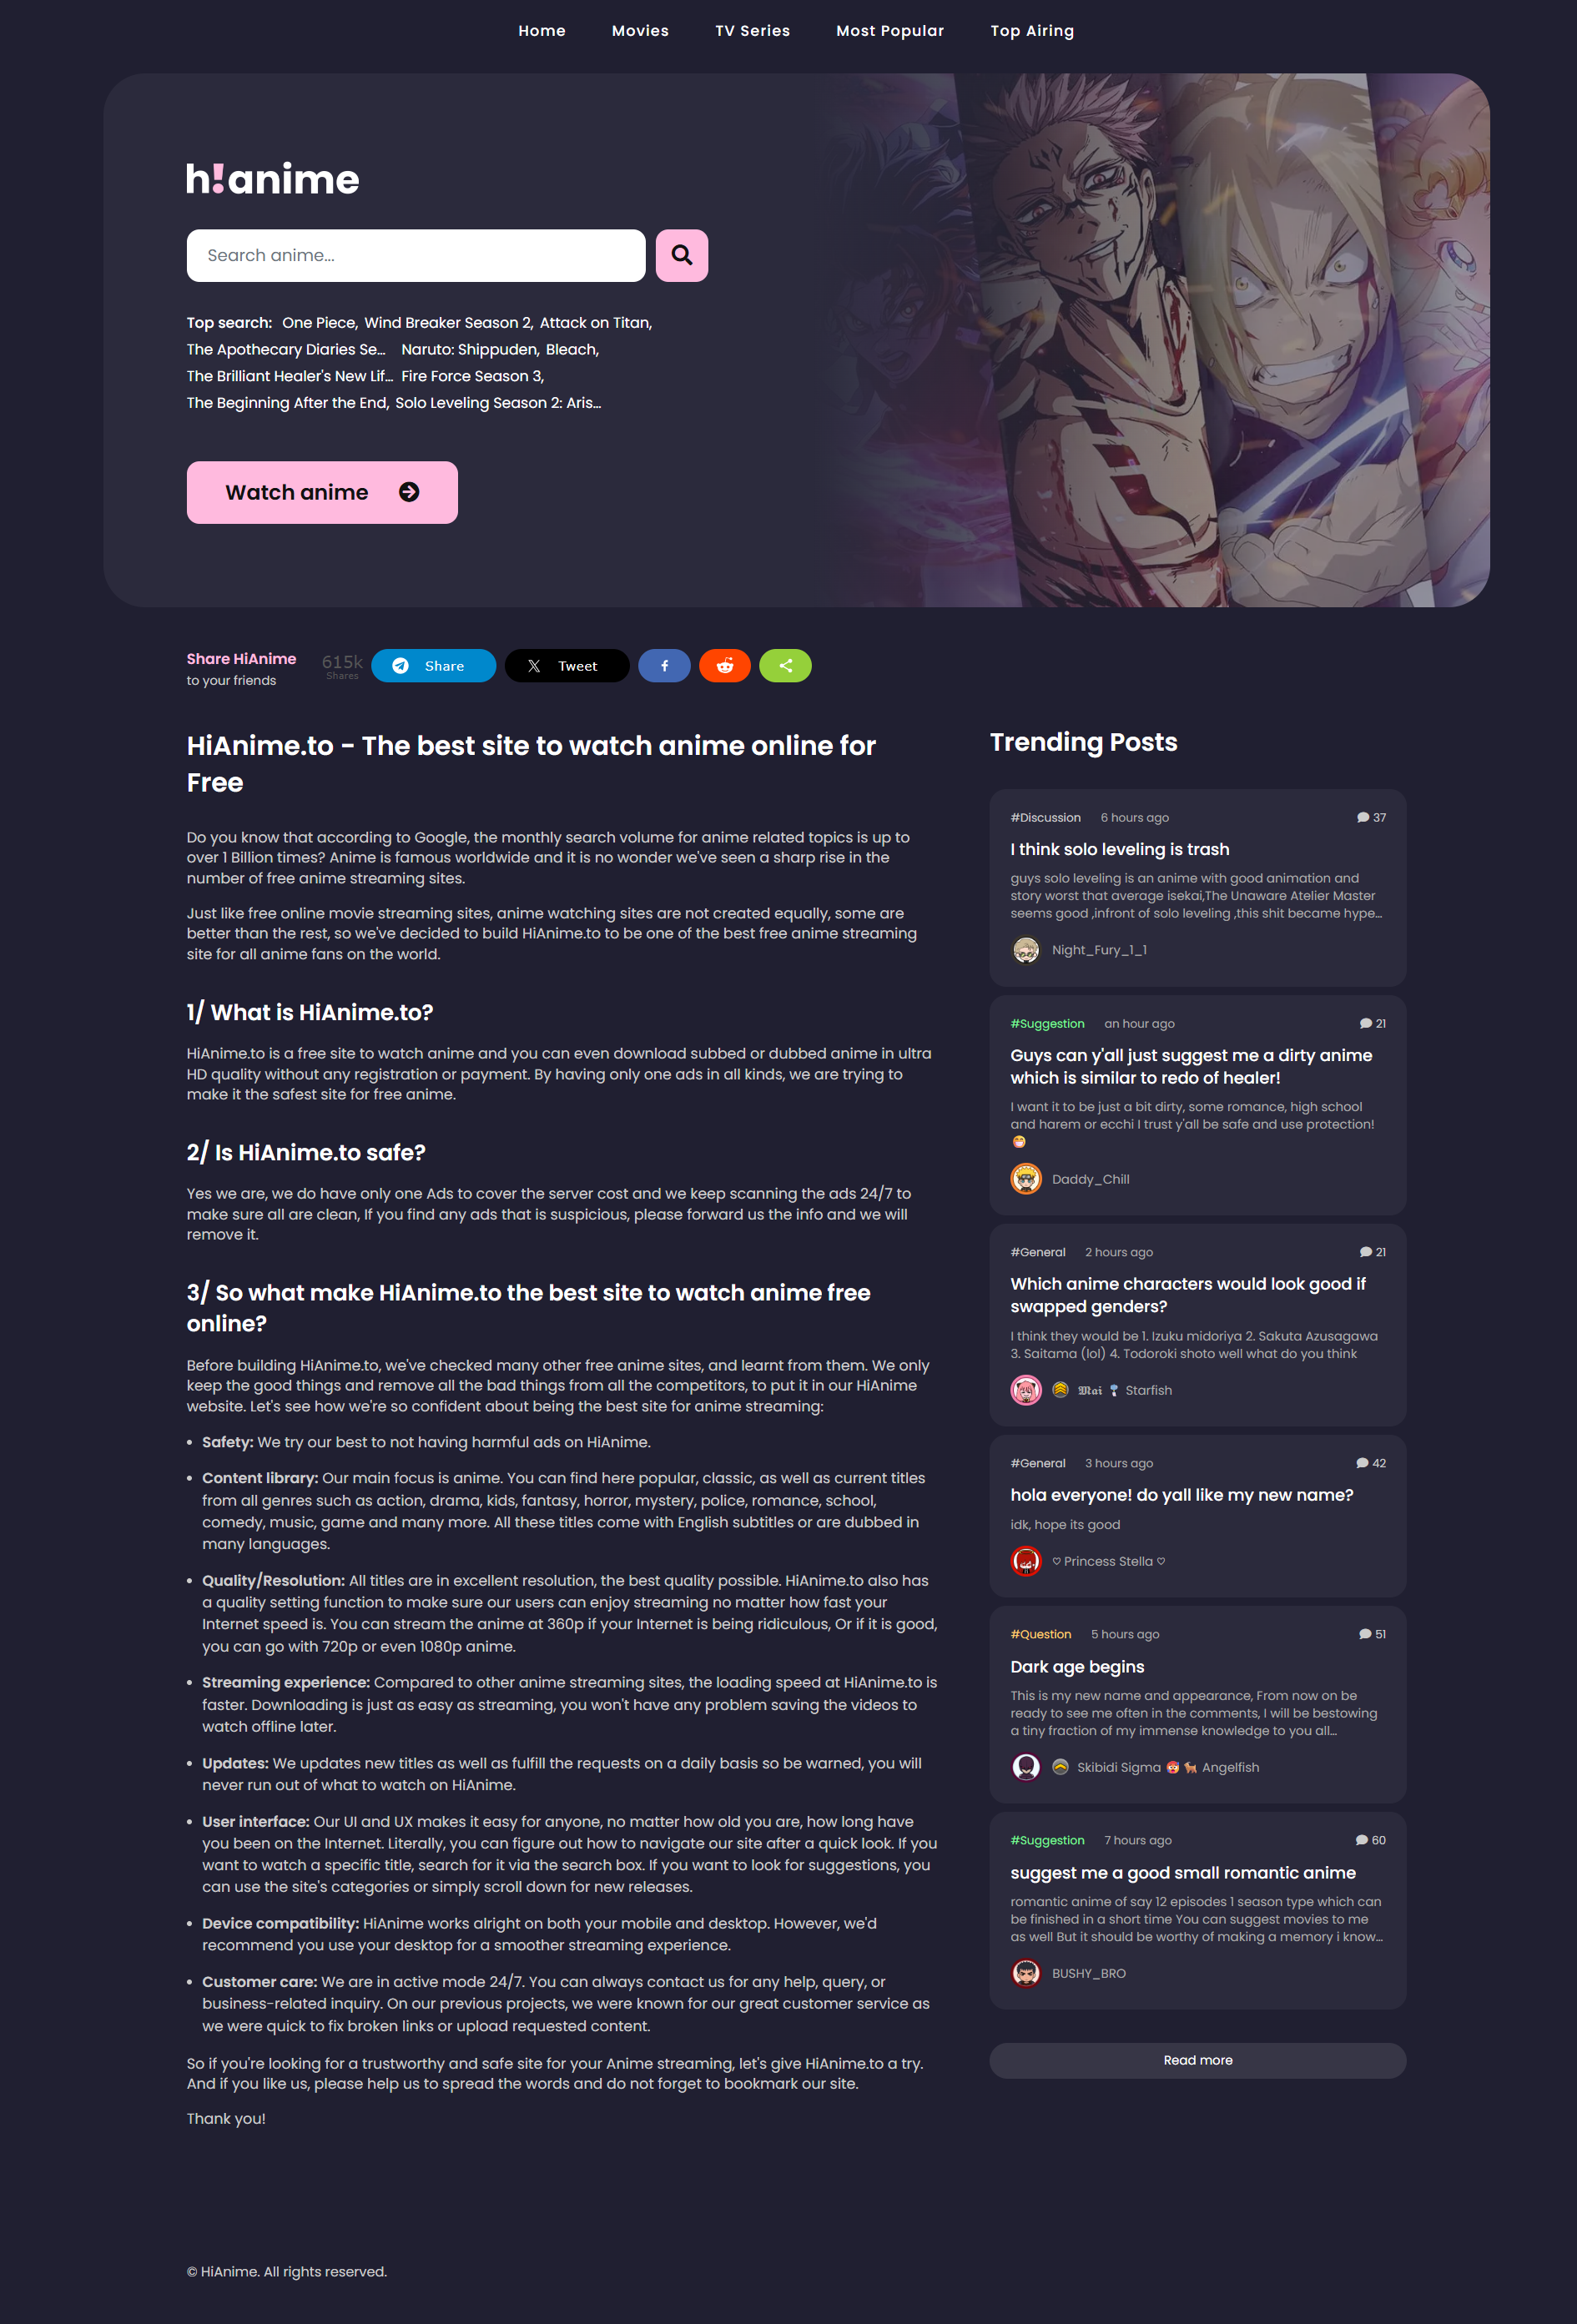 Home Movies TV Series Most Popular Top Airing
h!anime
Search anime...
Top search: One Piece, Wind Breaker Season 2, Attack on Titan,
The Apothecary Diaries Se... Naruto: Shippuden, Bleach,
The Brilliant Healer's New Lif... Fire Force Season 3,
The Beginning After the End, Solo Leveling Season 2: Aris...
Watch anime
Share HiAnime
to your friends
615k
Shares
Share
Tweet
HiAnime.to - The best site to watch anime online for
Free
Do you know that according to Google, the monthly search volume for anime related topics is up to
over 1 Billion times? Anime is famous worldwide and it is no wonder we've seen a sharp rise in the
number of free anime streaming sites.
Just like free online movie streaming sites, anime watching sites are not created equally, some are
better than the rest, so we've decided to build HiAnime.to to be one of the best free anime streaming
site for all anime fans on the world.
1/ What is HiAnime.to?
HiAnime.to is a free site to watch anime and you can even download subbed or dubbed anime in ultra
HD quality without any registration or payment. By having only one ads in all kinds, we are trying to
make it the safest site for free anime.
2/ Is HiAnime.to safe?
Yes we are, we do have only one Ads to cover the server cost and we keep scanning the ads 24/7 to
make sure all are clean, If you find any ads that is suspicious, please forward us the info and we will
remove it.
3/ So what make HiAnime.to the best site to watch anime free
online?
Before building HiAnime.to, we've checked many other free anime sites, and learnt from them. We only
keep the good things and remove all the bad things from all the competitors, to put it in our HiAnime
website. Let's see how we're so confident about being the best site for anime streaming:
• Safety: We try our best to not having harmful ads on HiAnime.
• Content library: Our main focus is anime. You can find here popular, classic, as well as current titles
from all genres such as action, drama, kids, fantasy, horror, mystery, police, romance, school,
comedy, music, game and many more. All these titles come with English subtitles or are dubbed in
many languages.
• Quality/Resolution: All titles are in excellent resolution, the best quality possible. HiAnime.to also has
a quality setting function to make sure our users can enjoy streaming no matter how fast your
Internet speed is. You can stream the anime at 360p if your Internet is being ridiculous, Or if it is good,
you can go with 720p or even 1080p anime.
• Streaming experience: Compared to other anime streaming sites, the loading speed at HiAnime.to is
faster. Downloading is just as easy as streaming, you won't have any problem saving the videos to
watch offline later.
• Updates: We updates new titles as well as fulfill the requests on a daily basis so be warned, you will
never run out of what to watch on HiAnime.
• User interface: Our UI and UX makes it easy for anyone, no matter how old you are, how long have
you been on the Internet. Literally, you can figure out how to navigate our site after a quick look. If you
want to watch a specific title, search for it via the search box. If you want to look for suggestions, you
can use the site's categories or simply scroll down for new releases.
• Device compatibility: HiAnime works alright on both your mobile and desktop. However, we'd
recommend you use your desktop for a smoother streaming experience.
• Customer care: We are in active mode 24/7. You can always contact us for any help, query, or
business-related inquiry. On our previous projects, we were known for our great customer service as
we were quick to fix broken links or upload requested content.
So if you're looking for a trustworthy and safe site for your Anime streaming, let's give HiAnime.to a try.
And if you like us, please help us to spread the words and do not forget to bookmark our site.
Thank you!
Trending Posts
#Discussion 6 hours ago 37
I think solo leveling is trash
guys solo leveling is an anime with good animation and
story worst that average isekai,The Unaware Atelier Master
seems good ,infront of solo leveling ,this shit became hype...
Night_Fury_1_1
#Suggestion an hour ago 21
Guys can y'all just suggest me a dirty anime
which is similar to redo of healer!
I want it to be just a bit dirty, some romance, high school
and harem or ecchi I trust y'all be safe and use protection!
😷
Daddy_Chill
#General 2 hours ago 21
Which anime characters would look good if
swapped genders?
I think they would be 1. Izuku midoriya 2. Sakuta Azusagawa
3. Saitama (lol) 4. Todoroki shoto well what do you think
𝕸𝖆𝖎 Starfish
#General 3 hours ago 42
hola everyone! do yall like my new name?
idk, hope its good
♡ Princess Stella ♡
#Question 5 hours ago 51
Dark age begins
This is my new name and appearance, From now on be
ready to see me often in the comments, I will be bestowing
a tiny fraction of my immense knowledge to you all...
Skibidi Sigma Angelfish
#Suggestion 7 hours ago 60
suggest me a good small romantic anime
romantic anime of say 12 episodes 1 season type which can
be finished in a short time You can suggest movies to me
as well But it should be worthy of making a memory i know...
BUSHY_BRO
Read more
© HiAnime. All rights reserved.